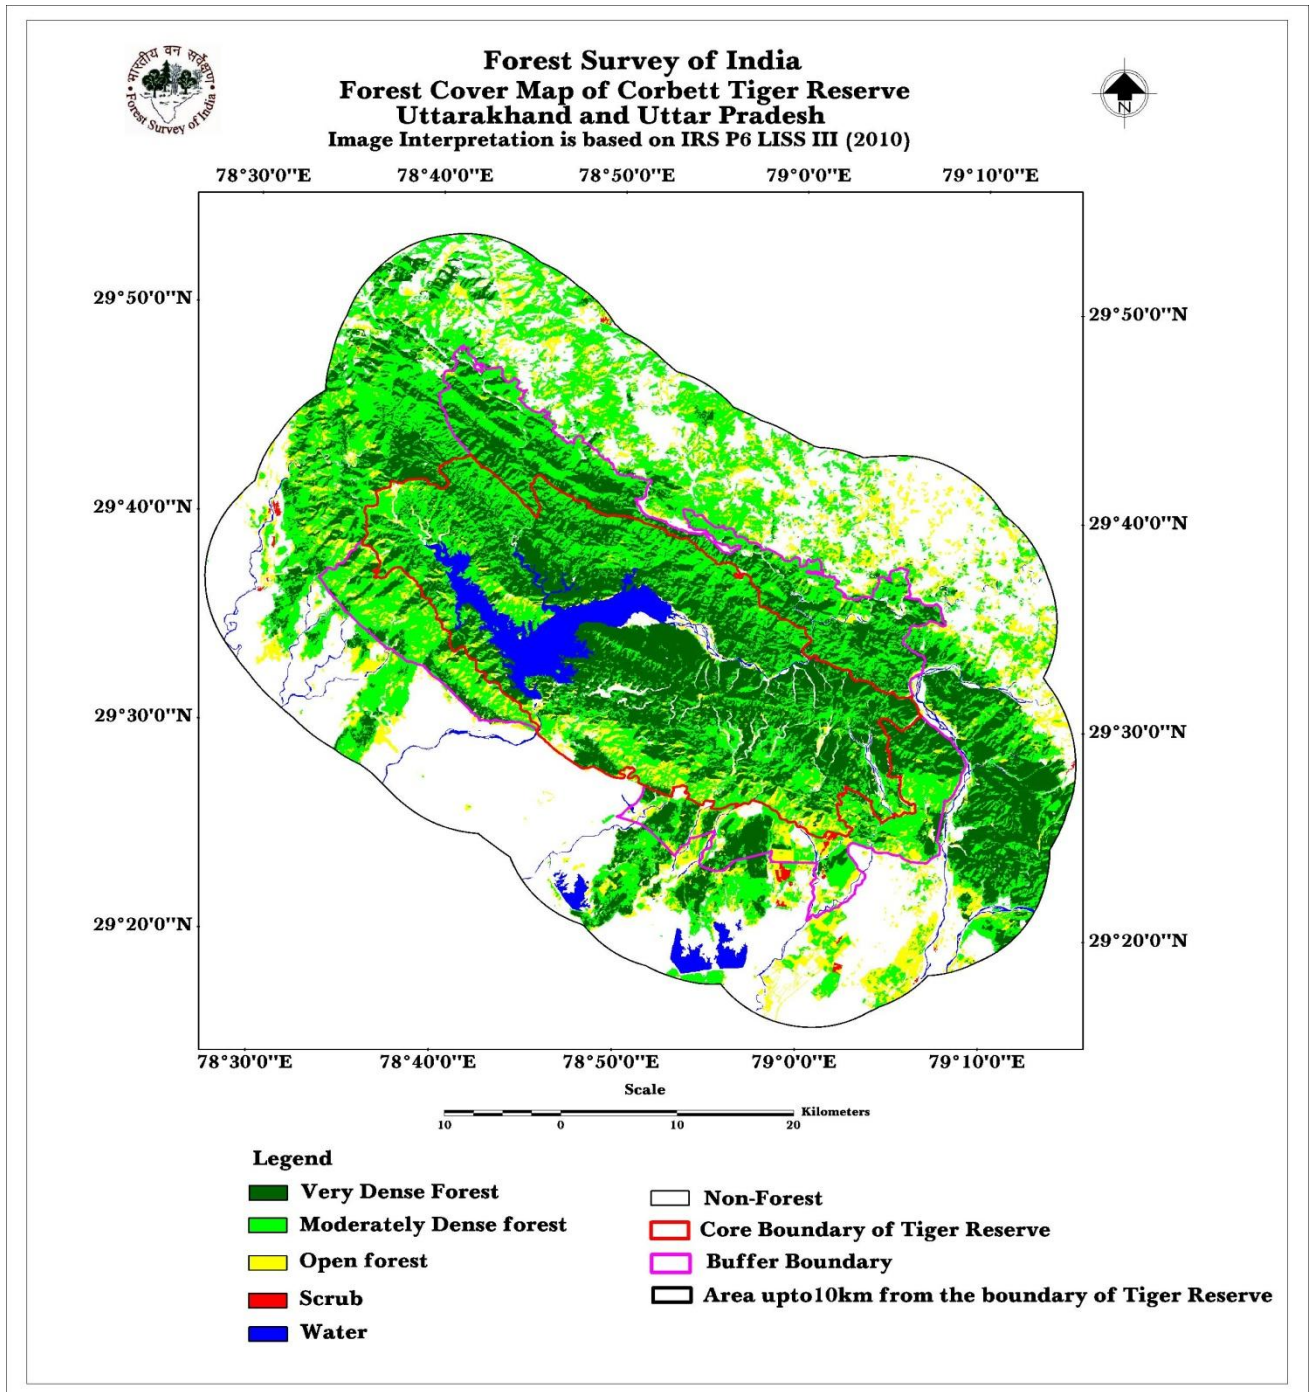 भारतीय वन सर्वेक्षण
Forest Survey of India
Forest Survey of India
Forest Cover Map of Corbett Tiger Reserve
Uttarakhand and Uttar Pradesh
Image Interpretation is based on IRS P6 LISS III (2010)
N
78°30'0"E 78°40'0"E 78°50'0"E 79°0'0"E 79°10'0"E
29°50'0"N 29°50'0"N
29°40'0"N 29°40'0"N
29°30'0"N 29°30'0"N
29°20'0"N 29°20'0"N
78°30'0"E 78°40'0"E 78°50'0"E 79°0'0"E 79°10'0"E
Scale
Kilometers
10 0 10 20
Legend
Very Dense Forest
Moderately Dense forest
Open forest
Scrub
Water
Non-Forest
Core Boundary of Tiger Reserve
Buffer Boundary
Area upto10km from the boundary of Tiger Reserve